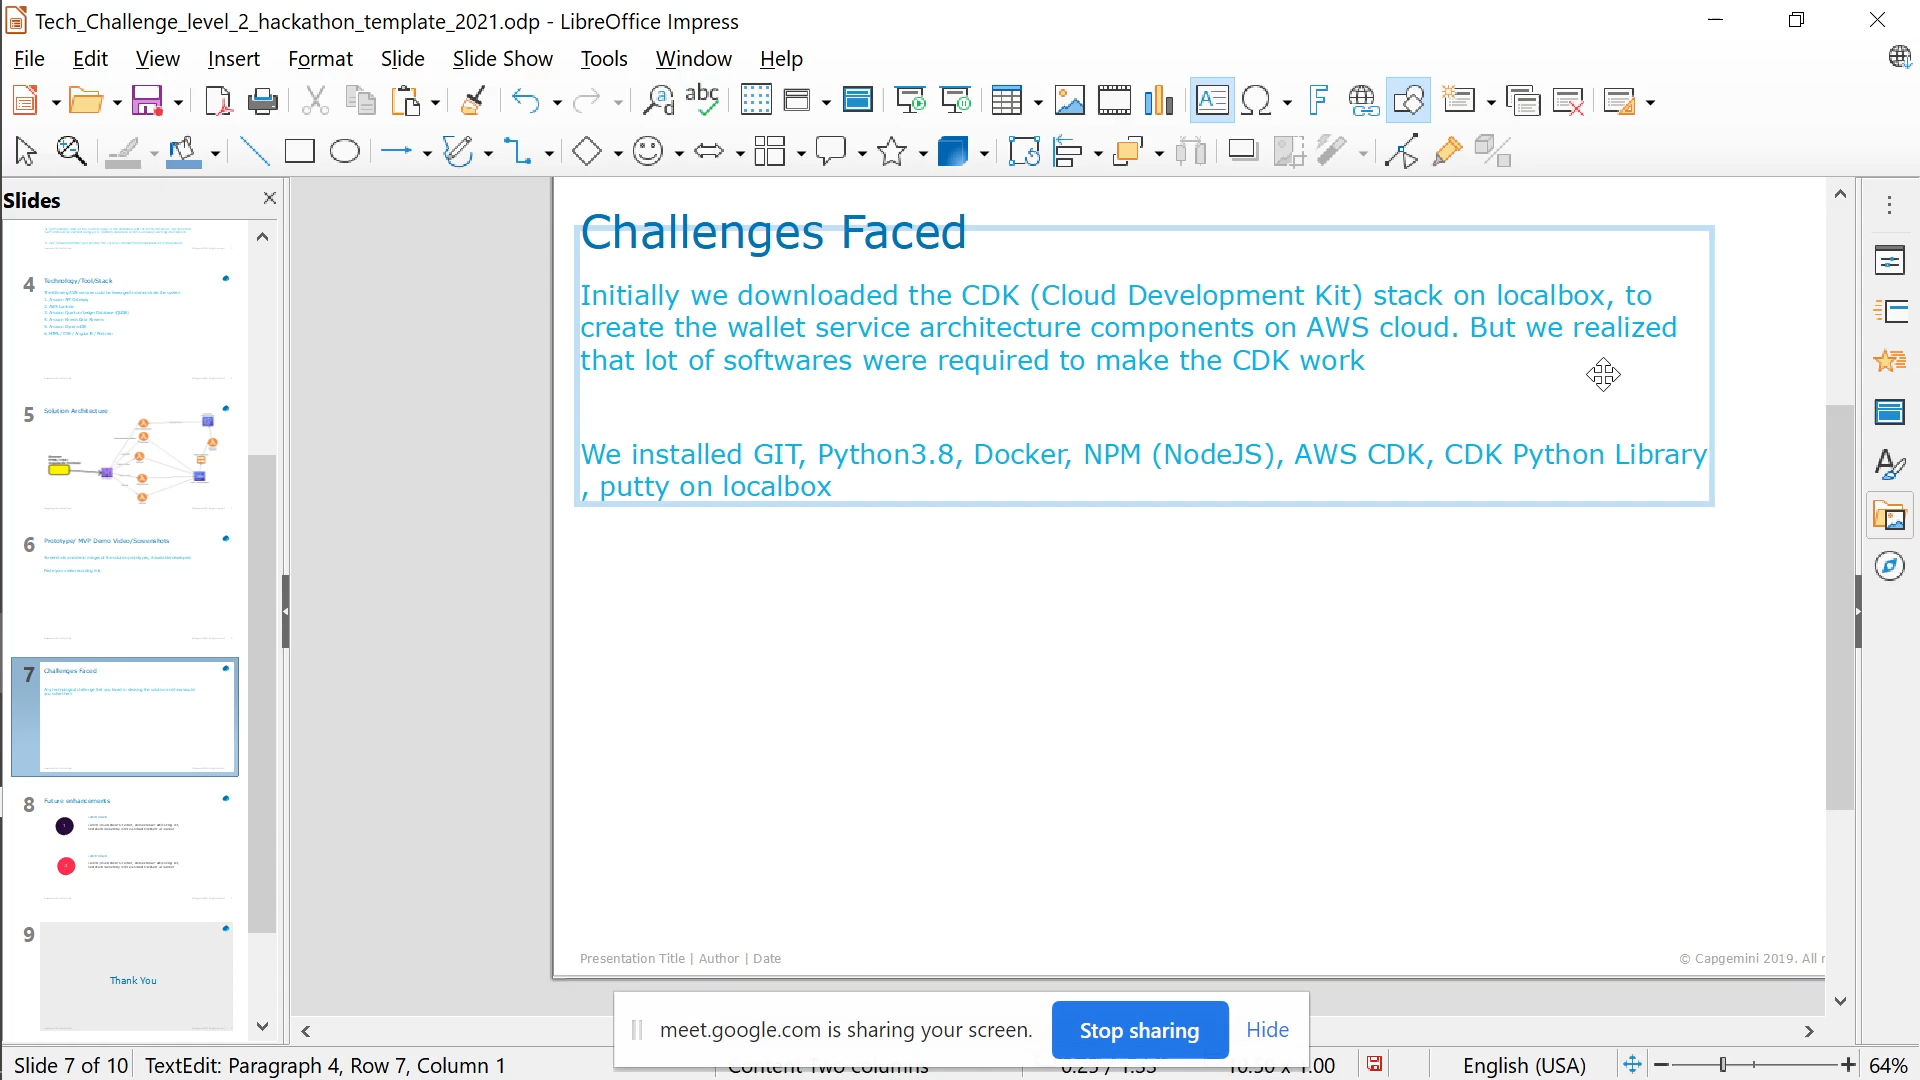 Tech_Challenge_level_2_hackathon_template_2021.odp - LibreOffice Impress
File Edit View Insert Format Slide Slide Show Tools Window Help
Slides
4 Technology/Tool/Stack
5 Solution Architecture
6 Prototype/ MVP Demo Video/Screenshots
7 Challenges Faced
8 Future enhancements
9
Thank You
Challenges Faced
Initially we downloaded the CDK (Cloud Development Kit) stack on localbox, to
create the wallet service architecture components on AWS cloud. But we realized
that lot of softwares were required to make the CDK work
We installed GIT, Python3.8, Docker, NPM (NodeJS), AWS CDK, CDK Python Library
, putty on localbox
Presentation Title | Author | Date
© Capgemini 2019. All r
meet.google.com is sharing your screen. Stop sharing Hide
Slide 7 of 10 TextEdit: Paragraph 4, Row 7, Column 1 English (USA) 64%